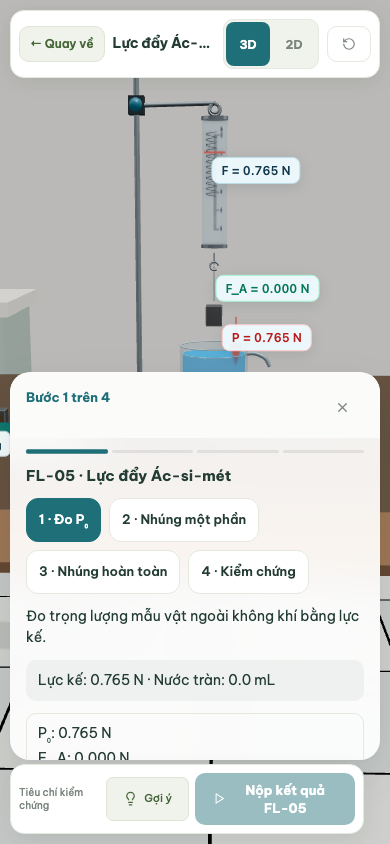 ← Quay về
Lực đẩy Ác-...
3D
2D
F = 0.765 N
F_A = 0.000 N
P = 0.765 N
Bước 1 trên 4
×
FL-05 · Lực đẩy Ác-si-mét
1 · Đo P₀
2 · Nhúng một phần
3 · Nhúng hoàn toàn
4 · Kiểm chứng
Đo trọng lượng mẫu vật ngoài không khí bằng lực
kế.
Lực kế: 0.765 N · Nước tràn: 0.0 mL
P₀: 0.765 N
F_A: 0.000 N
Tiêu chí kiểm
chứng
Gợi ý
Nộp kết quả
FL-05